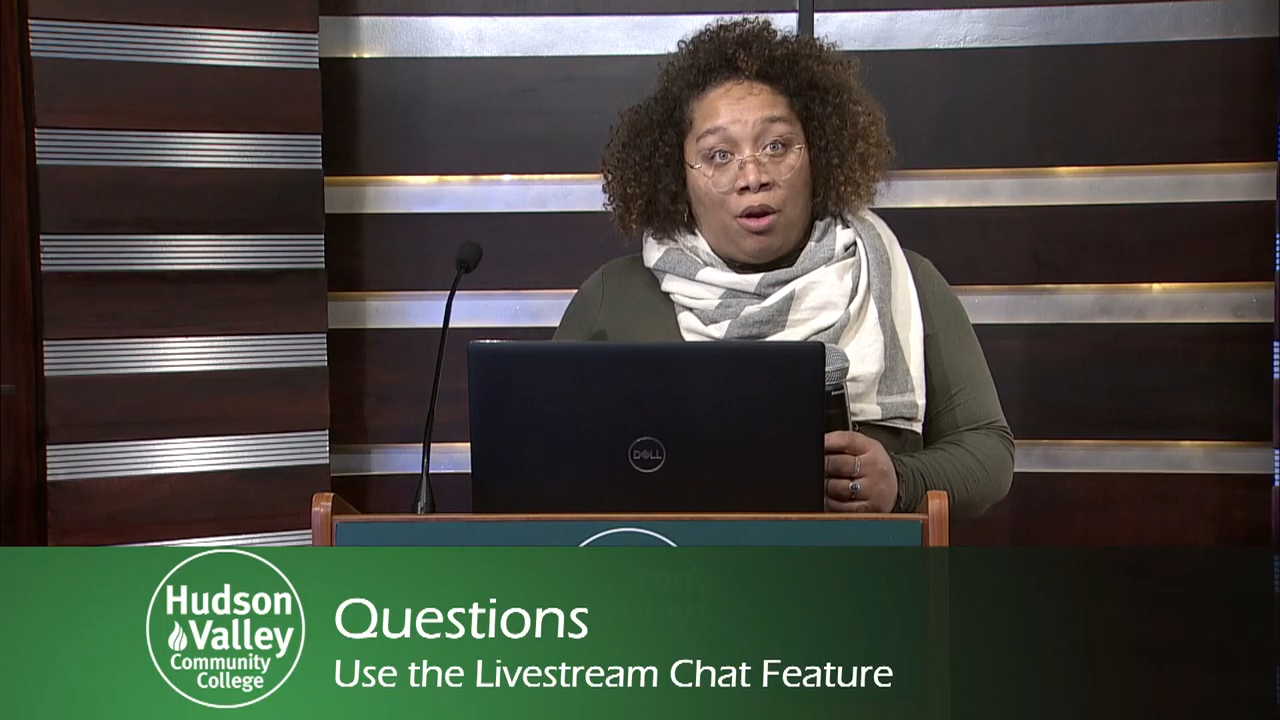 DELL
Hudson
Valley
Community
College
Questions
Use the Livestream Chat Feature